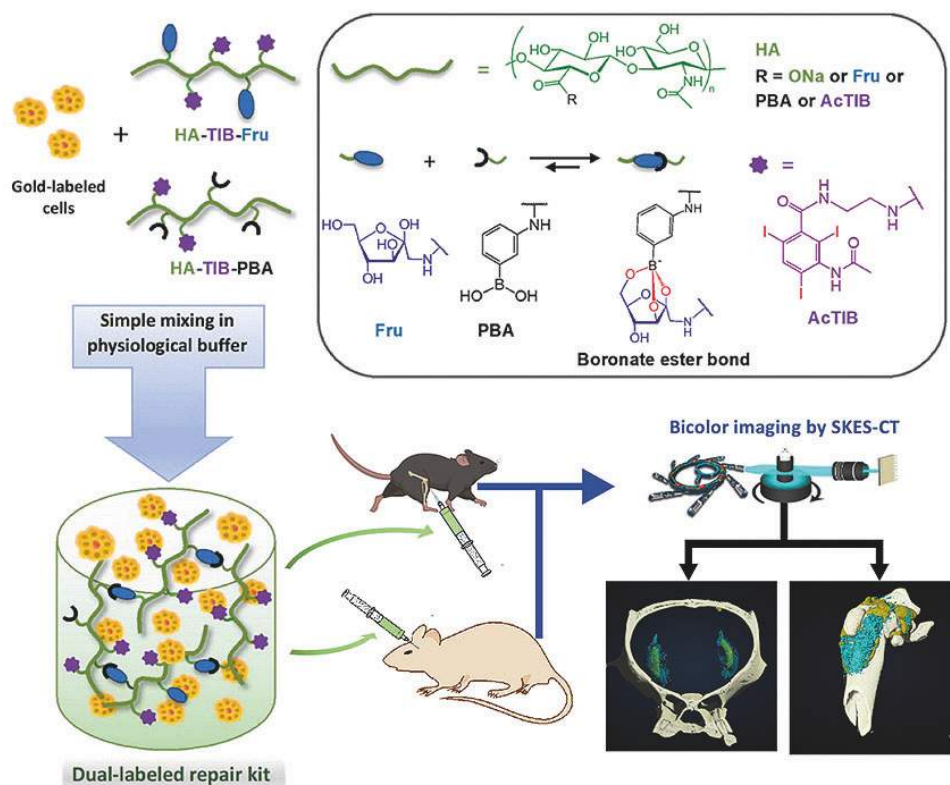 Gold-labeled
cells
+
HA-TIB-Fru
HA-TIB-PBA
Simple mixing in
physiological buffer
Dual-labeled repair kit
=
HO
OH
O
O
R
O
HO
HO
O
NH
O
n
HA
R = ONa or Fru or
PBA or AcTIB
+
=
HO
O
OH
HO
OH
N
H
Fru
NH
HO
B
OH
PBA
NH
B-
O
O
O
O
OH
N
H
Boronate ester bond
O
H
N
N
H
I
I
I
N
H
O
AcTIB
Bicolor imaging by SKES-CT